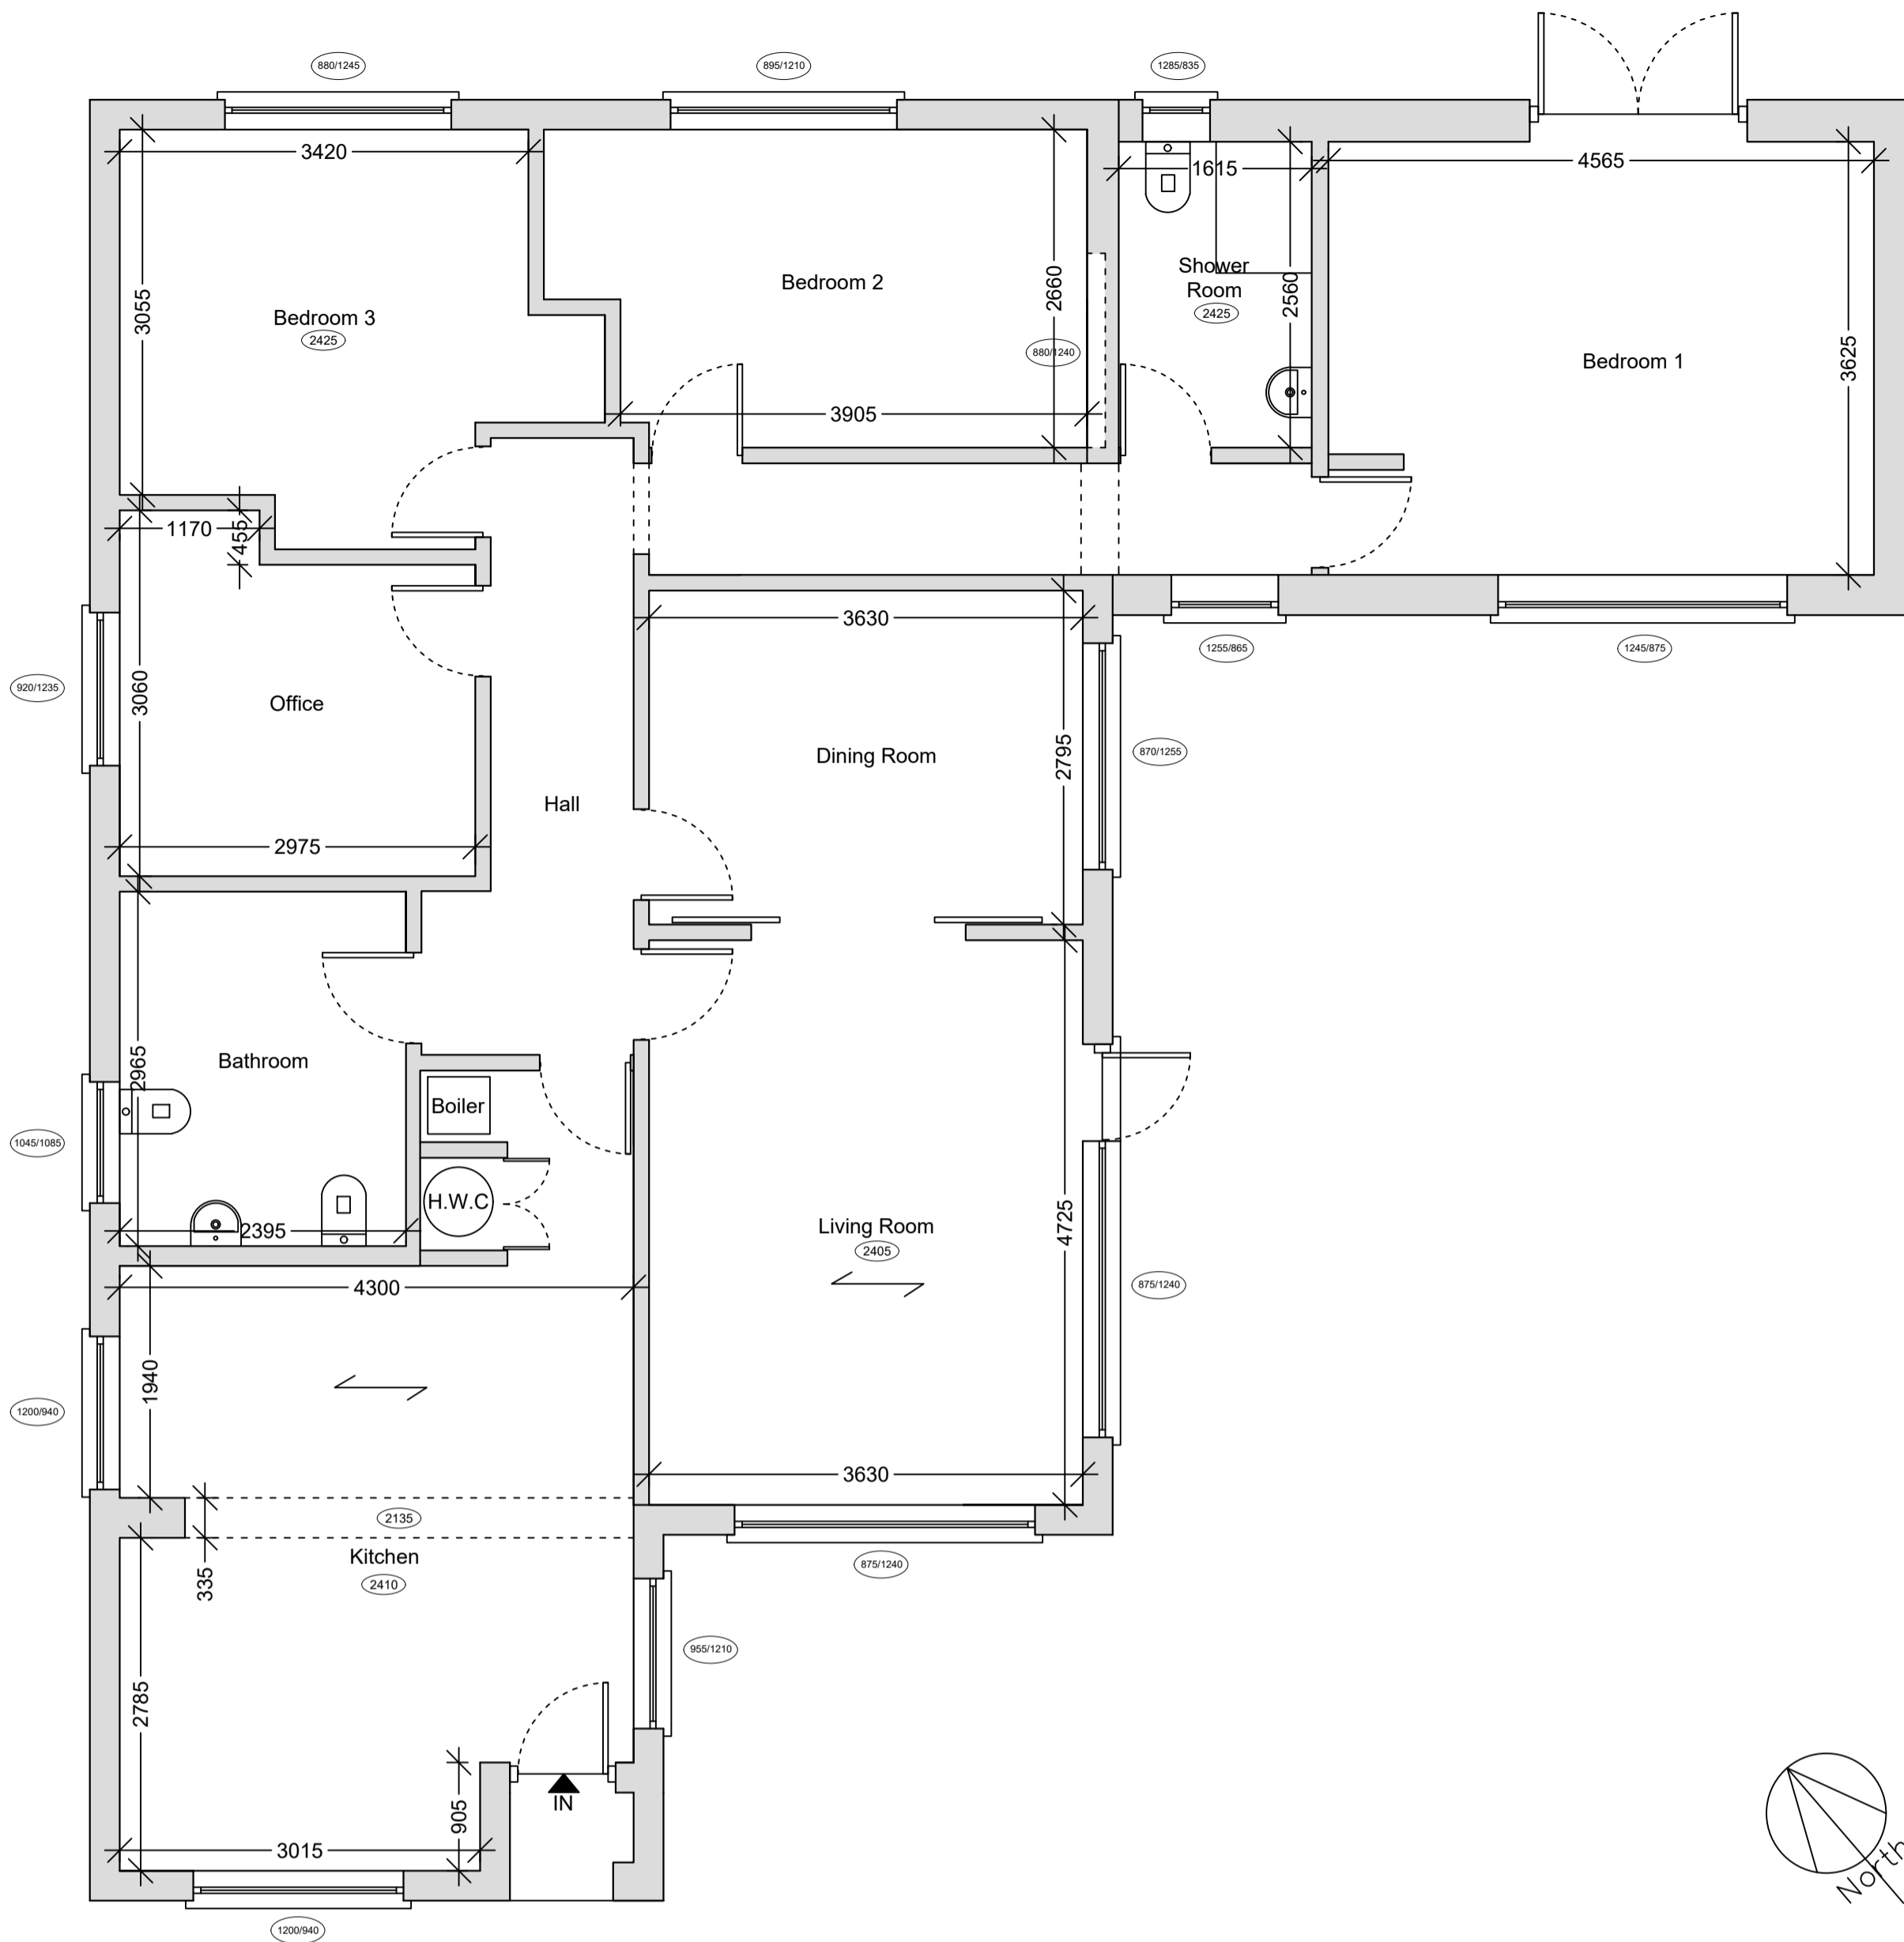 880/1245
895/1210
1285/835
3420
1615
4565
3055
Bedroom 3
2425
Bedroom 2
2660
880/1240
3905
Shower
Room
2425
2560
Bedroom 1
3625
1170
455
3630
1255/865
1245/875
920/1235
3060
Office
Dining Room
2795
870/1255
Hall
2975
2965
Bathroom
Boiler
1045/1085
H.W.C
2395
Living Room
2405
4725
875/1240
4300
1940
1200/940
3630
2135
Kitchen
2410
335
875/1240
955/1210
2785
905
IN
3015
1200/940
North